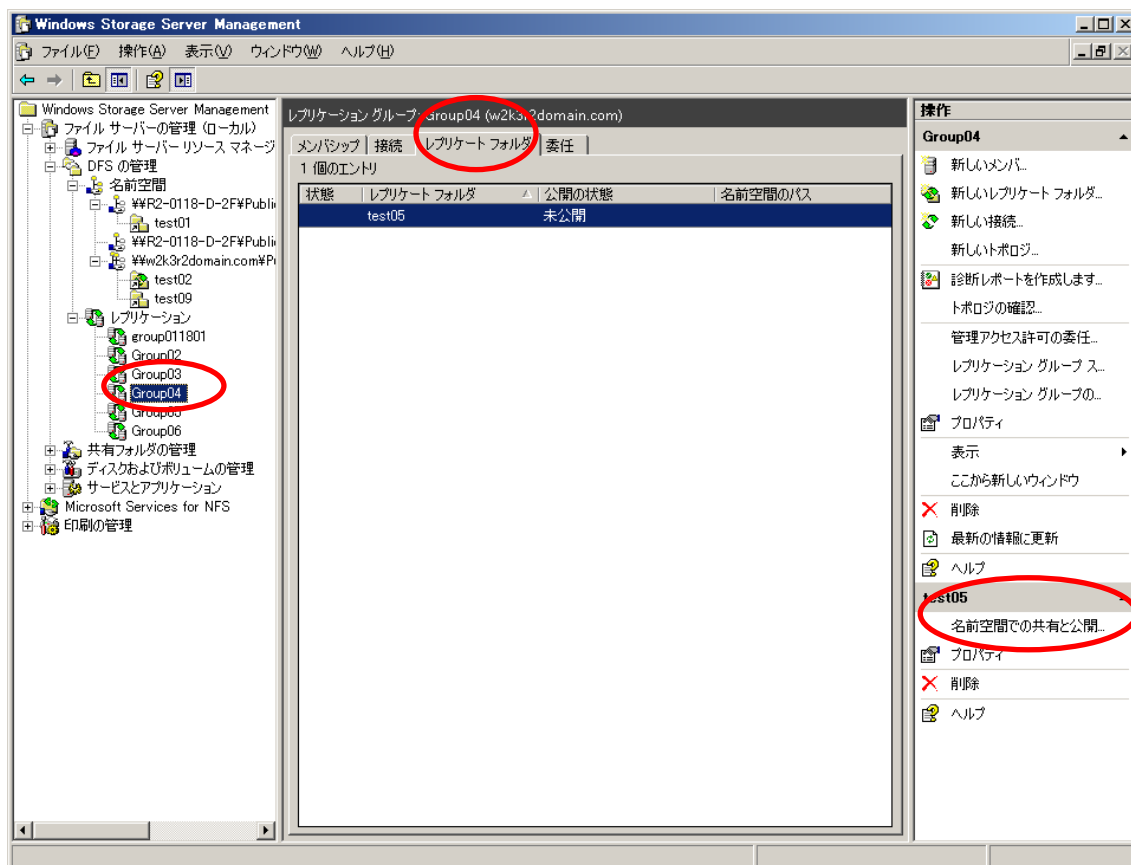 Windows Storage Server Management
ファイル(F) 操作(A) 表示(V) ウィンドウ(W) ヘルプ(H)
Windows Storage Server Management
ファイル サーバーの管理 (ローカル)
ファイル サーバー リソース マネージ
DFS の管理
名前空間
¥¥R2-0118-D-2F¥Publi
test01
¥¥R2-0118-D-2F¥Publi
¥¥w2k3r2domain.com¥P
test02
test09
レプリケーション
group011801
Group02
Group03
Group04
Group05
Group06
共有フォルダの管理
ディスクおよびボリュームの管理
サービスとアプリケーション
Microsoft Services for NFS
印刷の管理
レプリケーション グループ: Group04 (w2k3r2domain.com)
メンバシップ 接続 レプリケート フォルダ 委任
1 個のエントリ
状態 レプリケート フォルダ 公開の状態 名前空間のパス
test05 未公開
操作
Group04
新しいメンバ...
新しいレプリケート フォルダ...
新しい接続...
新しいトポロジ...
診断レポートを作成します...
トポロジの確認...
管理アクセス許可の委任...
レプリケーション グループ ス...
レプリケーション グループの...
プロパティ
表示
ここから新しいウィンドウ
削除
最新の情報に更新
ヘルプ
test05
名前空間での共有と公開...
プロパティ
削除
ヘルプ